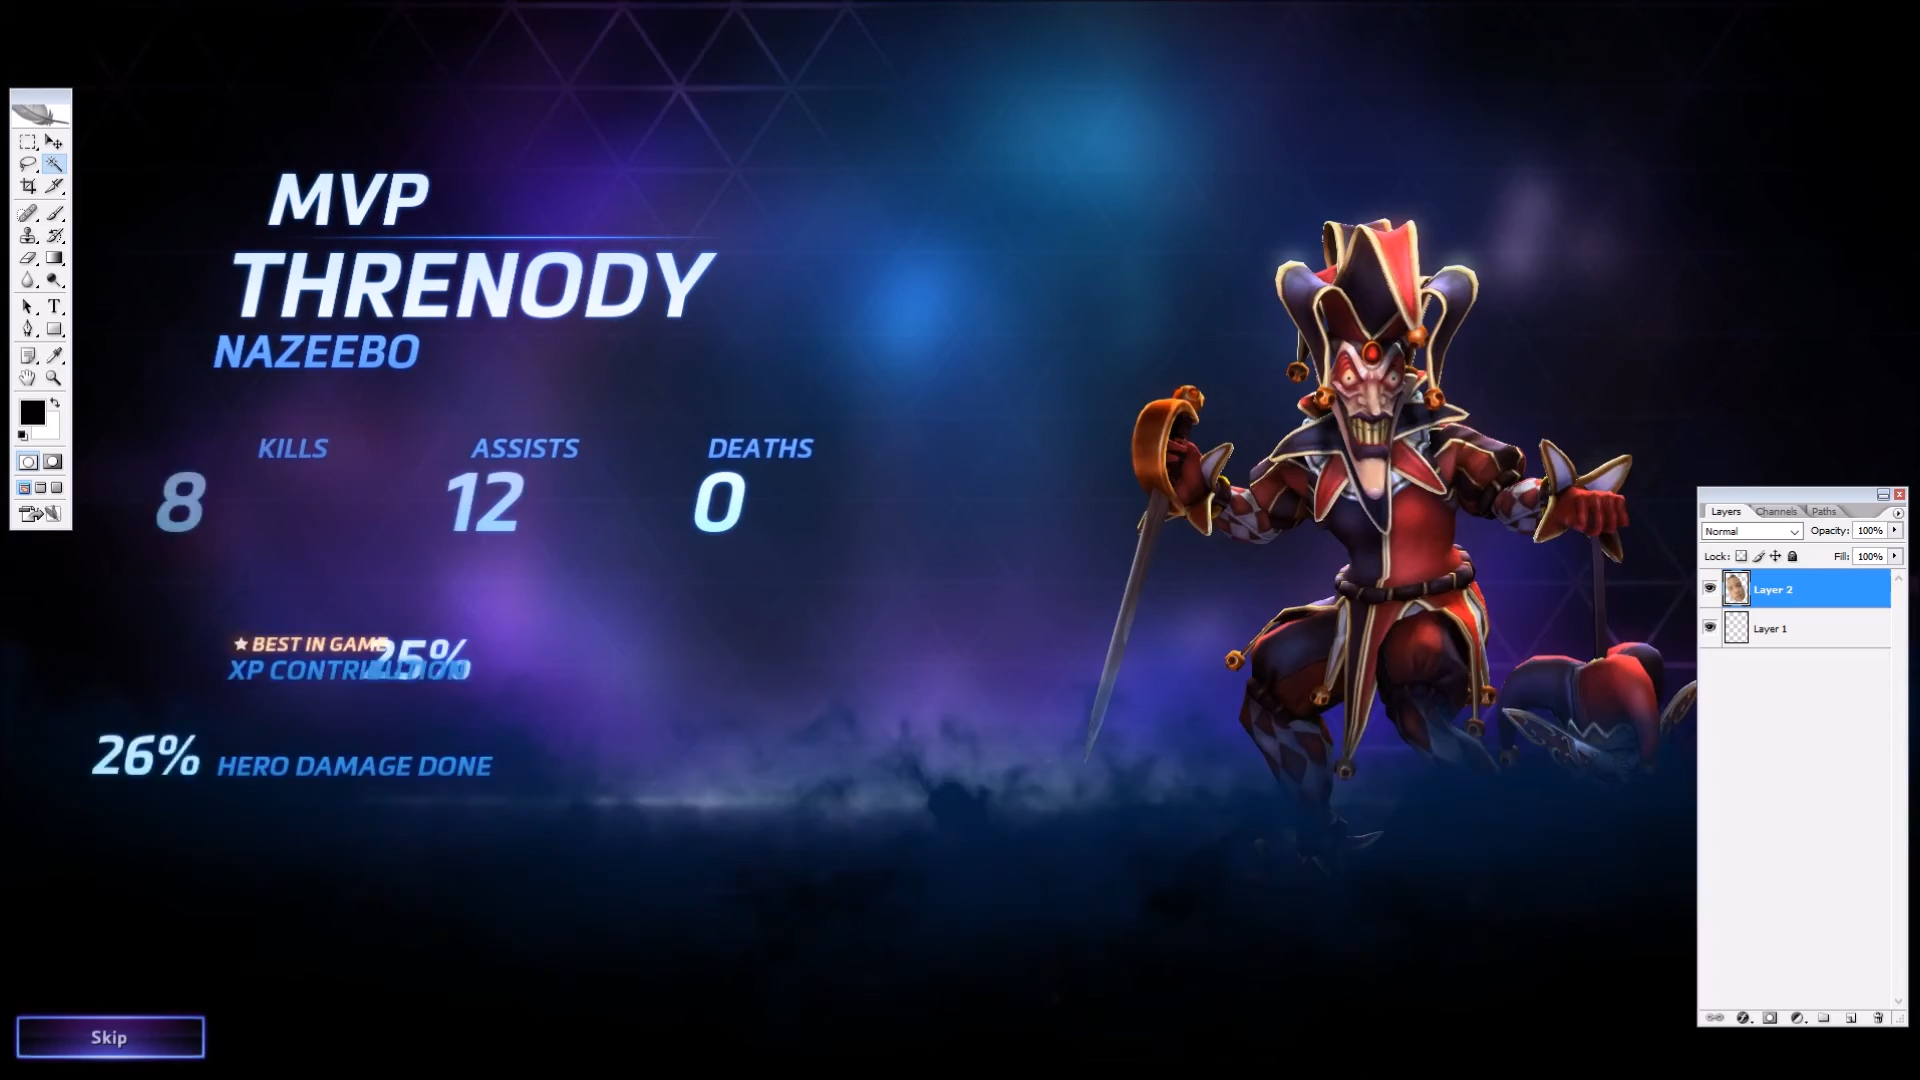 MVP
THRENODY
NAZEEBO
KILLS ASSISTS DEATHS
8 12 0
★ BEST IN GAME
25%
XP CONTRIBUTION
26% HERO DAMAGE DONE
Skip
Layers Channels Paths
Normal Opacity: 100%
Lock: Fill: 100%
Layer 2
Layer 1
T